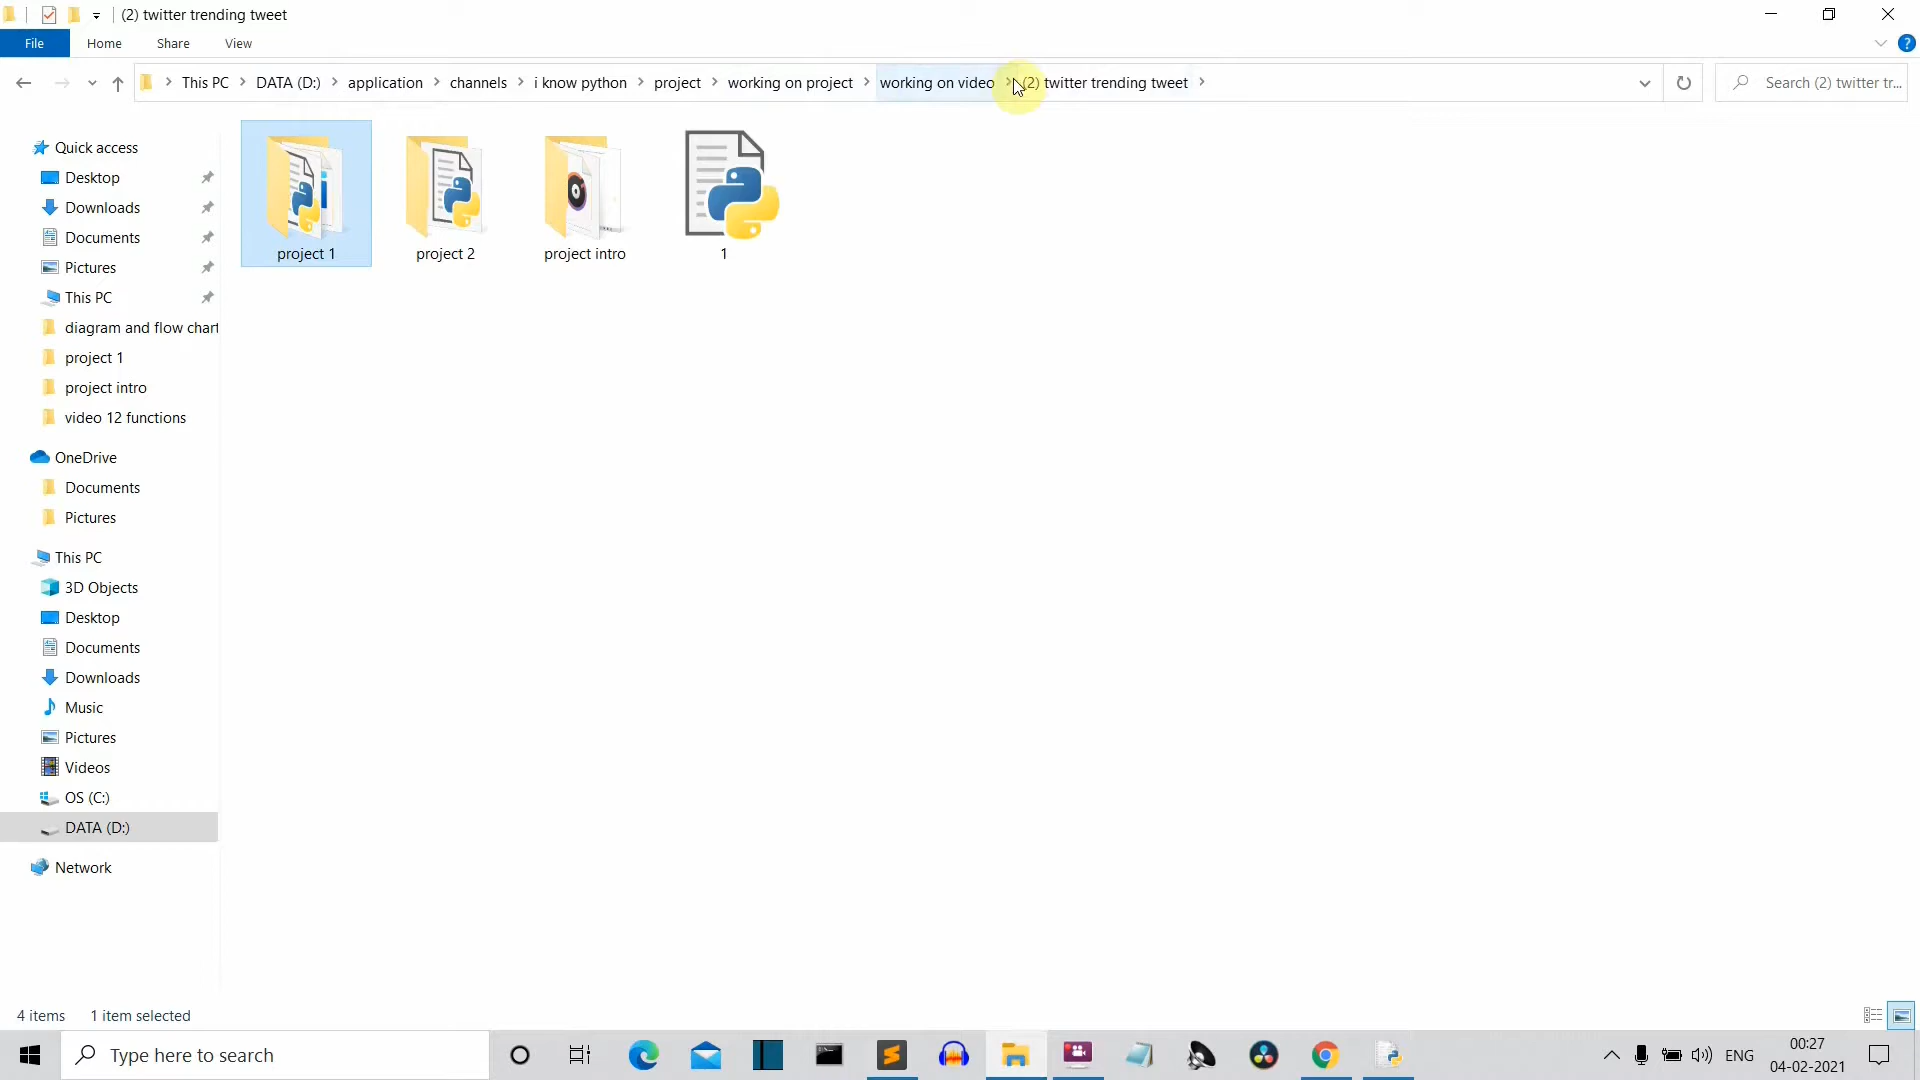 (2) twitter trending tweet
File Home Share View
This PC DATA (D:) application channels i know python project working on project working on video (2) twitter trending tweet
Search (2) twitter tr...
Quick access
Desktop
Downloads
Documents
Pictures
This PC
diagram and flow chart
project 1
project intro
video 12 functions
OneDrive
Documents
Pictures
This PC
3D Objects
Desktop
Documents
Downloads
Music
Pictures
Videos
OS (C:)
DATA (D:)
Network
project 1
project 2
project intro
1
4 items 1 item selected
Type here to search
ENG
00:27
04-02-2021